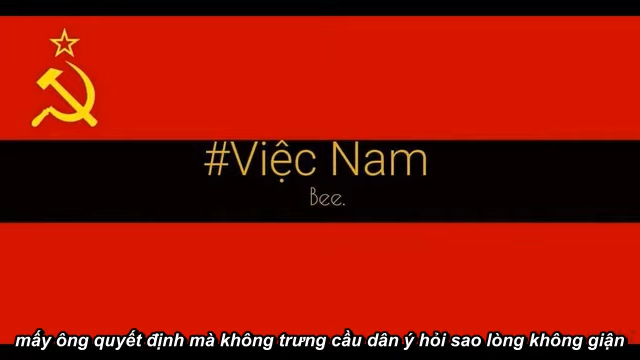 #Việc Nam
Bee.
mấy ông quyết định mà không trưng cầu dân ý hỏi sao lòng không giận